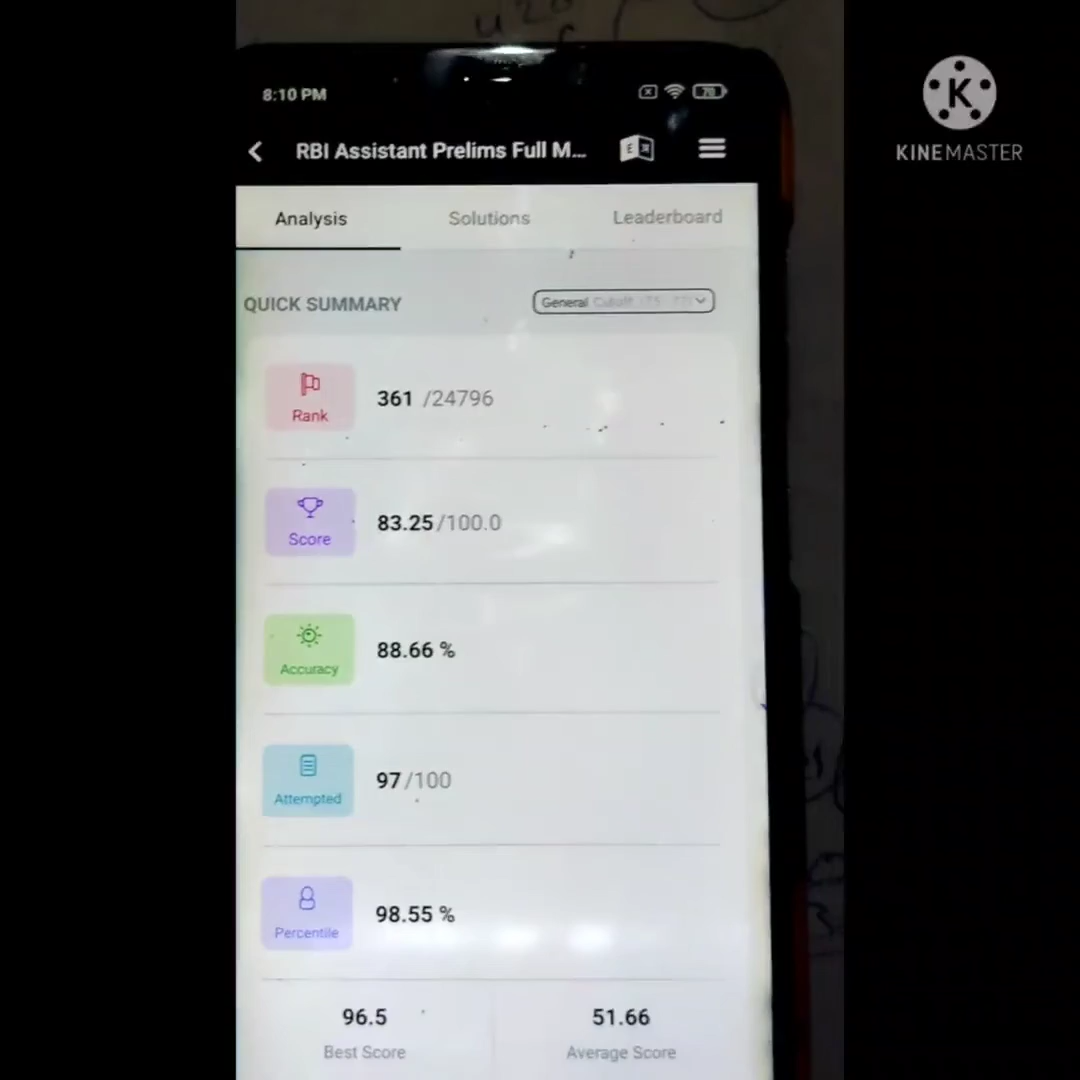 8:10 PM
70
RBI Assistant Prelims Full M...
K
KINEMASTER
Analysis Solutions Leaderboard
QUICK SUMMARY
General Cutoff
Rank
361 /24796
Score
83.25/100.0
Accuracy
88.66 %
Attempted
97/100
Percentile
98.55 %
96.5 51.66
Best Score Average Score